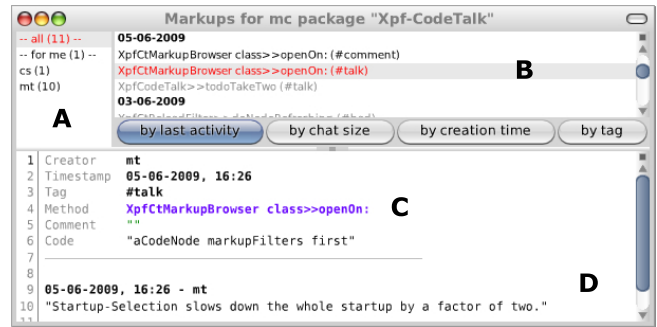 Markups for mc package "Xpf-CodeTalk"
-- all (11) --
-- for me (1) --
cs (1)
mt (10)
A
05-06-2009
XpfCtMarkupBrowser class>>openOn: (#comment)
XpfCtMarkupBrowser class>>openOn: (#talk)
B
XpfCodeTalk>>todoTakeTwo (#talk)
03-06-2009
by last activity
by chat size
by creation time
by tag
1 Creator mt
2 Timestamp 05-06-2009, 16:26
3 Tag #talk
4 Method XpfCtMarkupBrowser class>>openOn:
C
5 Comment ""
6 Code "aCodeNode markupFilters first"
7
8
D
9 05-06-2009, 16:26 - mt
10 "Startup-Selection slows down the whole startup by a factor of two."
11